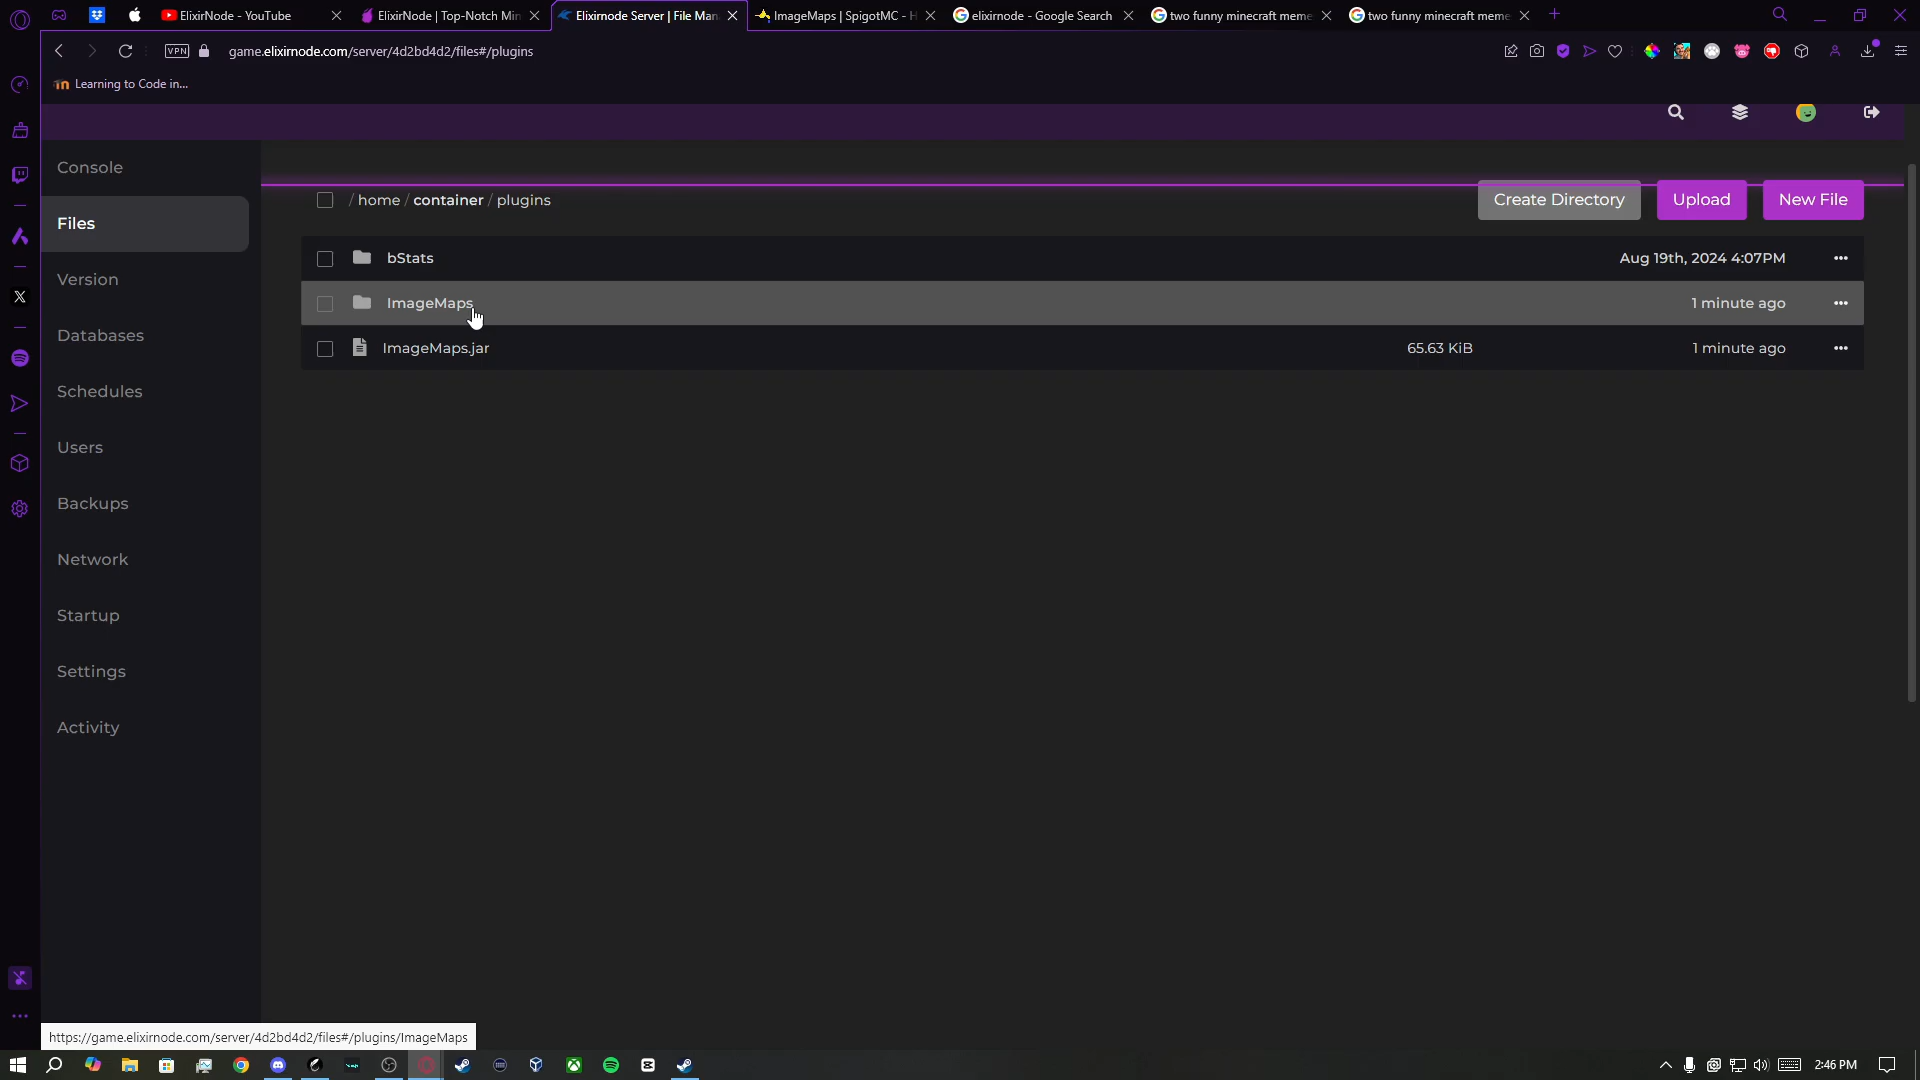 ElixirNode - YouTube
ElixirNode | Top-Notch Min
Elixirnode Server | File Man
ImageMaps | SpigotMC - H
elixirnode - Google Search
two funny minecraft meme
two funny minecraft meme
VPN
game.elixirnode.com/server/4d2bd4d2/files#/plugins
Learning to Code in...
Console
Files
Version
Databases
Schedules
Users
Backups
Network
Startup
Settings
Activity
/ home / container / plugins
Create Directory
Upload
New File
bStats
Aug 19th, 2024 4:07PM
ImageMaps
1 minute ago
ImageMaps.jar
65.63 KiB
1 minute ago
https://game.elixirnode.com/server/4d2bd4d2/files#/plugins/ImageMaps
2:46 PM